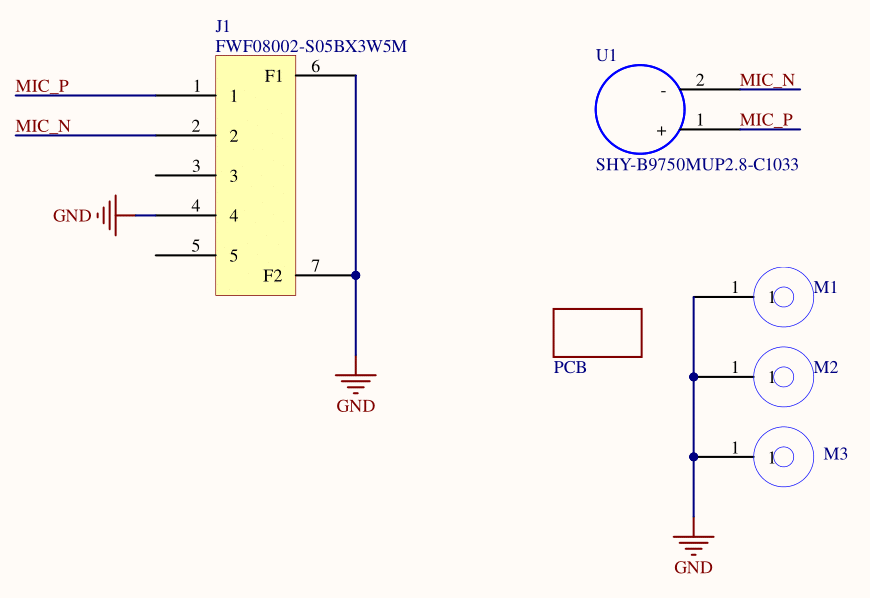 J1
FWF08002-S05BX3W5M
MIC_P 1 1 F1 6
MIC_N 2 2
3 3
GND 4 4
5 5 F2 7
GND
U1
- 2 MIC_N
+ 1 MIC_P
SHY-B9750MUP2.8-C1033
PCB
1 1 M1
1 1 M2
1 1 M3
GND